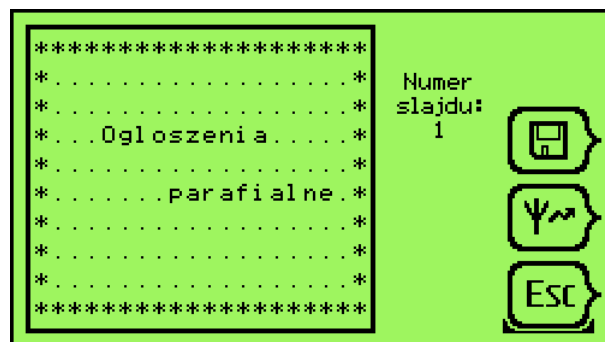 ********************
*..................*
*..................*
*...Ogloszenia.....*
*..................*
*.......parafialne.*
*..................*
*..................*
*..................*
********************
Numer
slajdu:
1
Esc